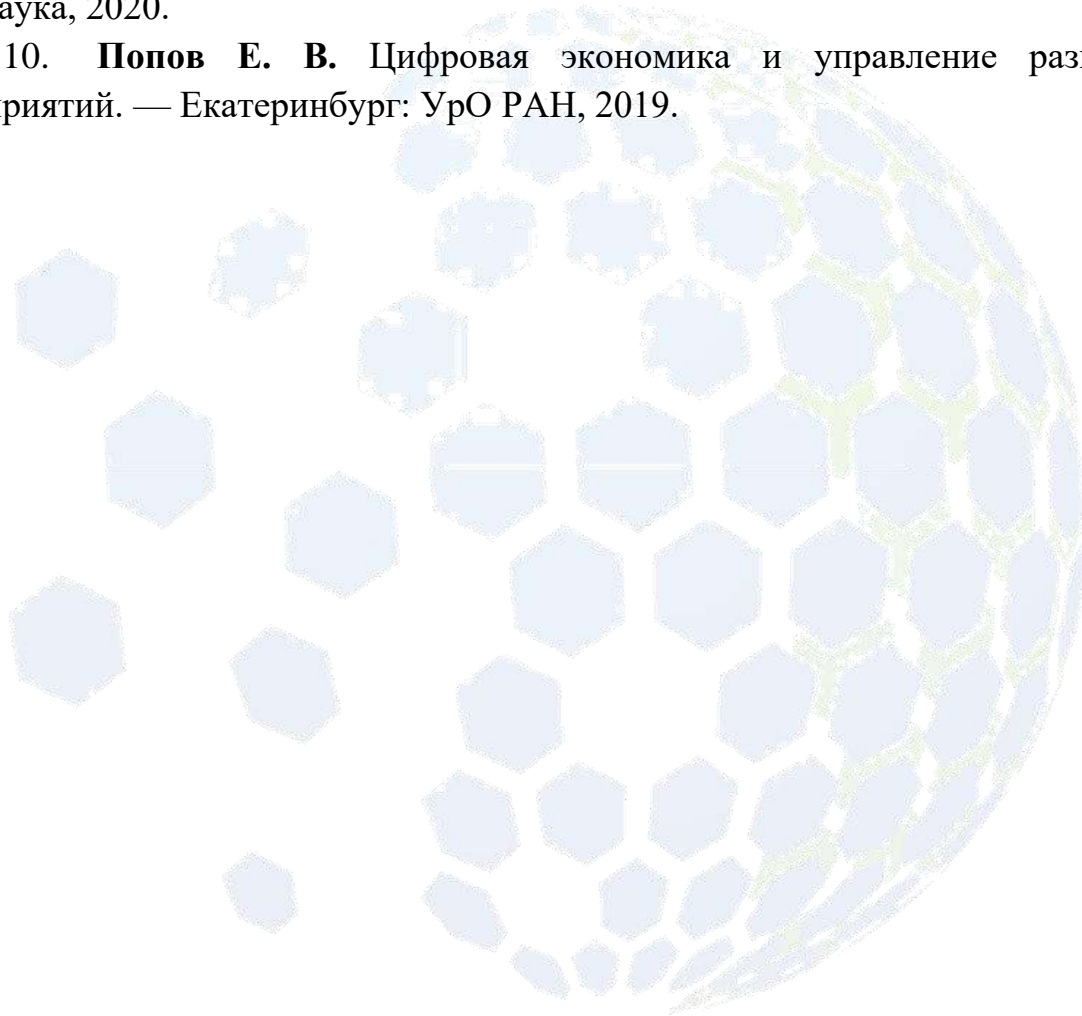 аука, 2020.
10. Попов Е. В. Цифровая экономика и управление раз
риятий. — Екатеринбург: УрО РАН, 2019.